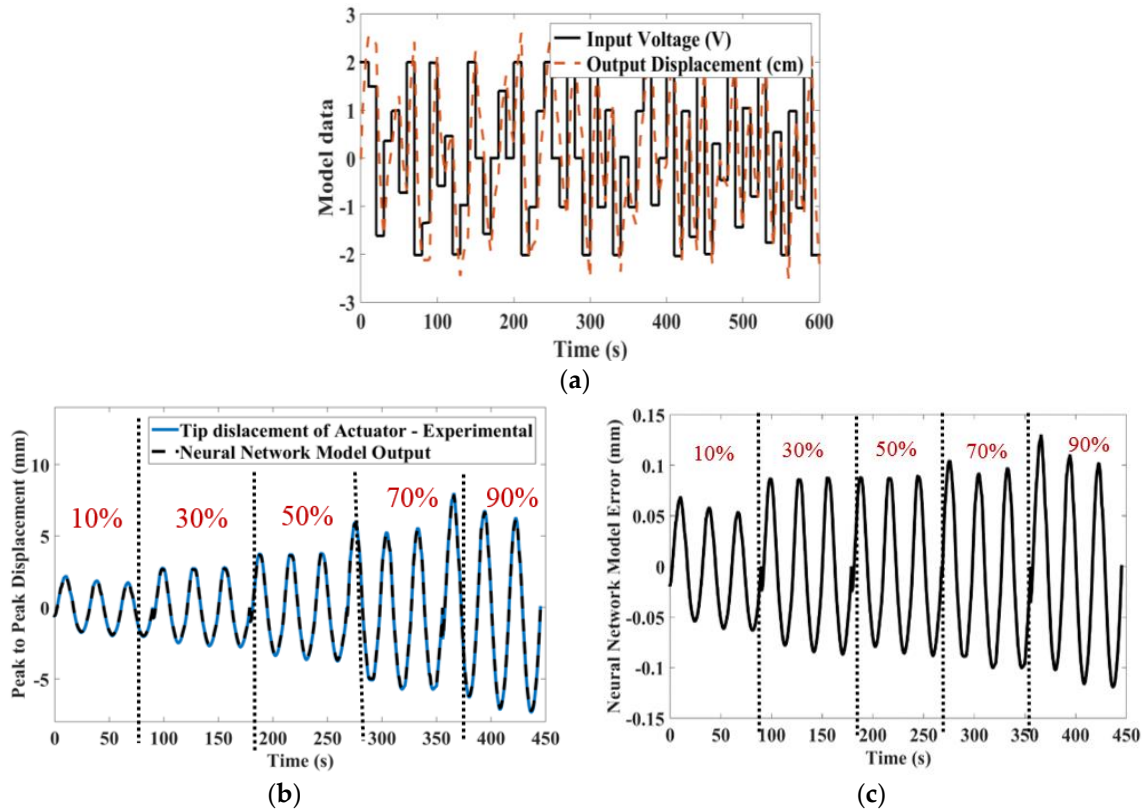 3
2
1
0
-1
-2
-3
Model data
Input Voltage (V)
Output Displacement (cm)
0 100 200 300 400 500 600
Time (s)
(a)
10
5
0
-5
Peak to Peak Displacement (mm)
Tip dislacement of Actuator - Experimental
Neural Network Model Output
10%
30%
50%
70%
90%
0 50 100 150 200 250 300 350 400 450
Time (s)
(b)
0.15
0.1
0.05
0
-0.05
-0.1
-0.15
Neural Network Model Error (mm)
10%
30%
50%
70%
90%
0 50 100 150 200 250 300 350 400 450
Time (s)
(c)